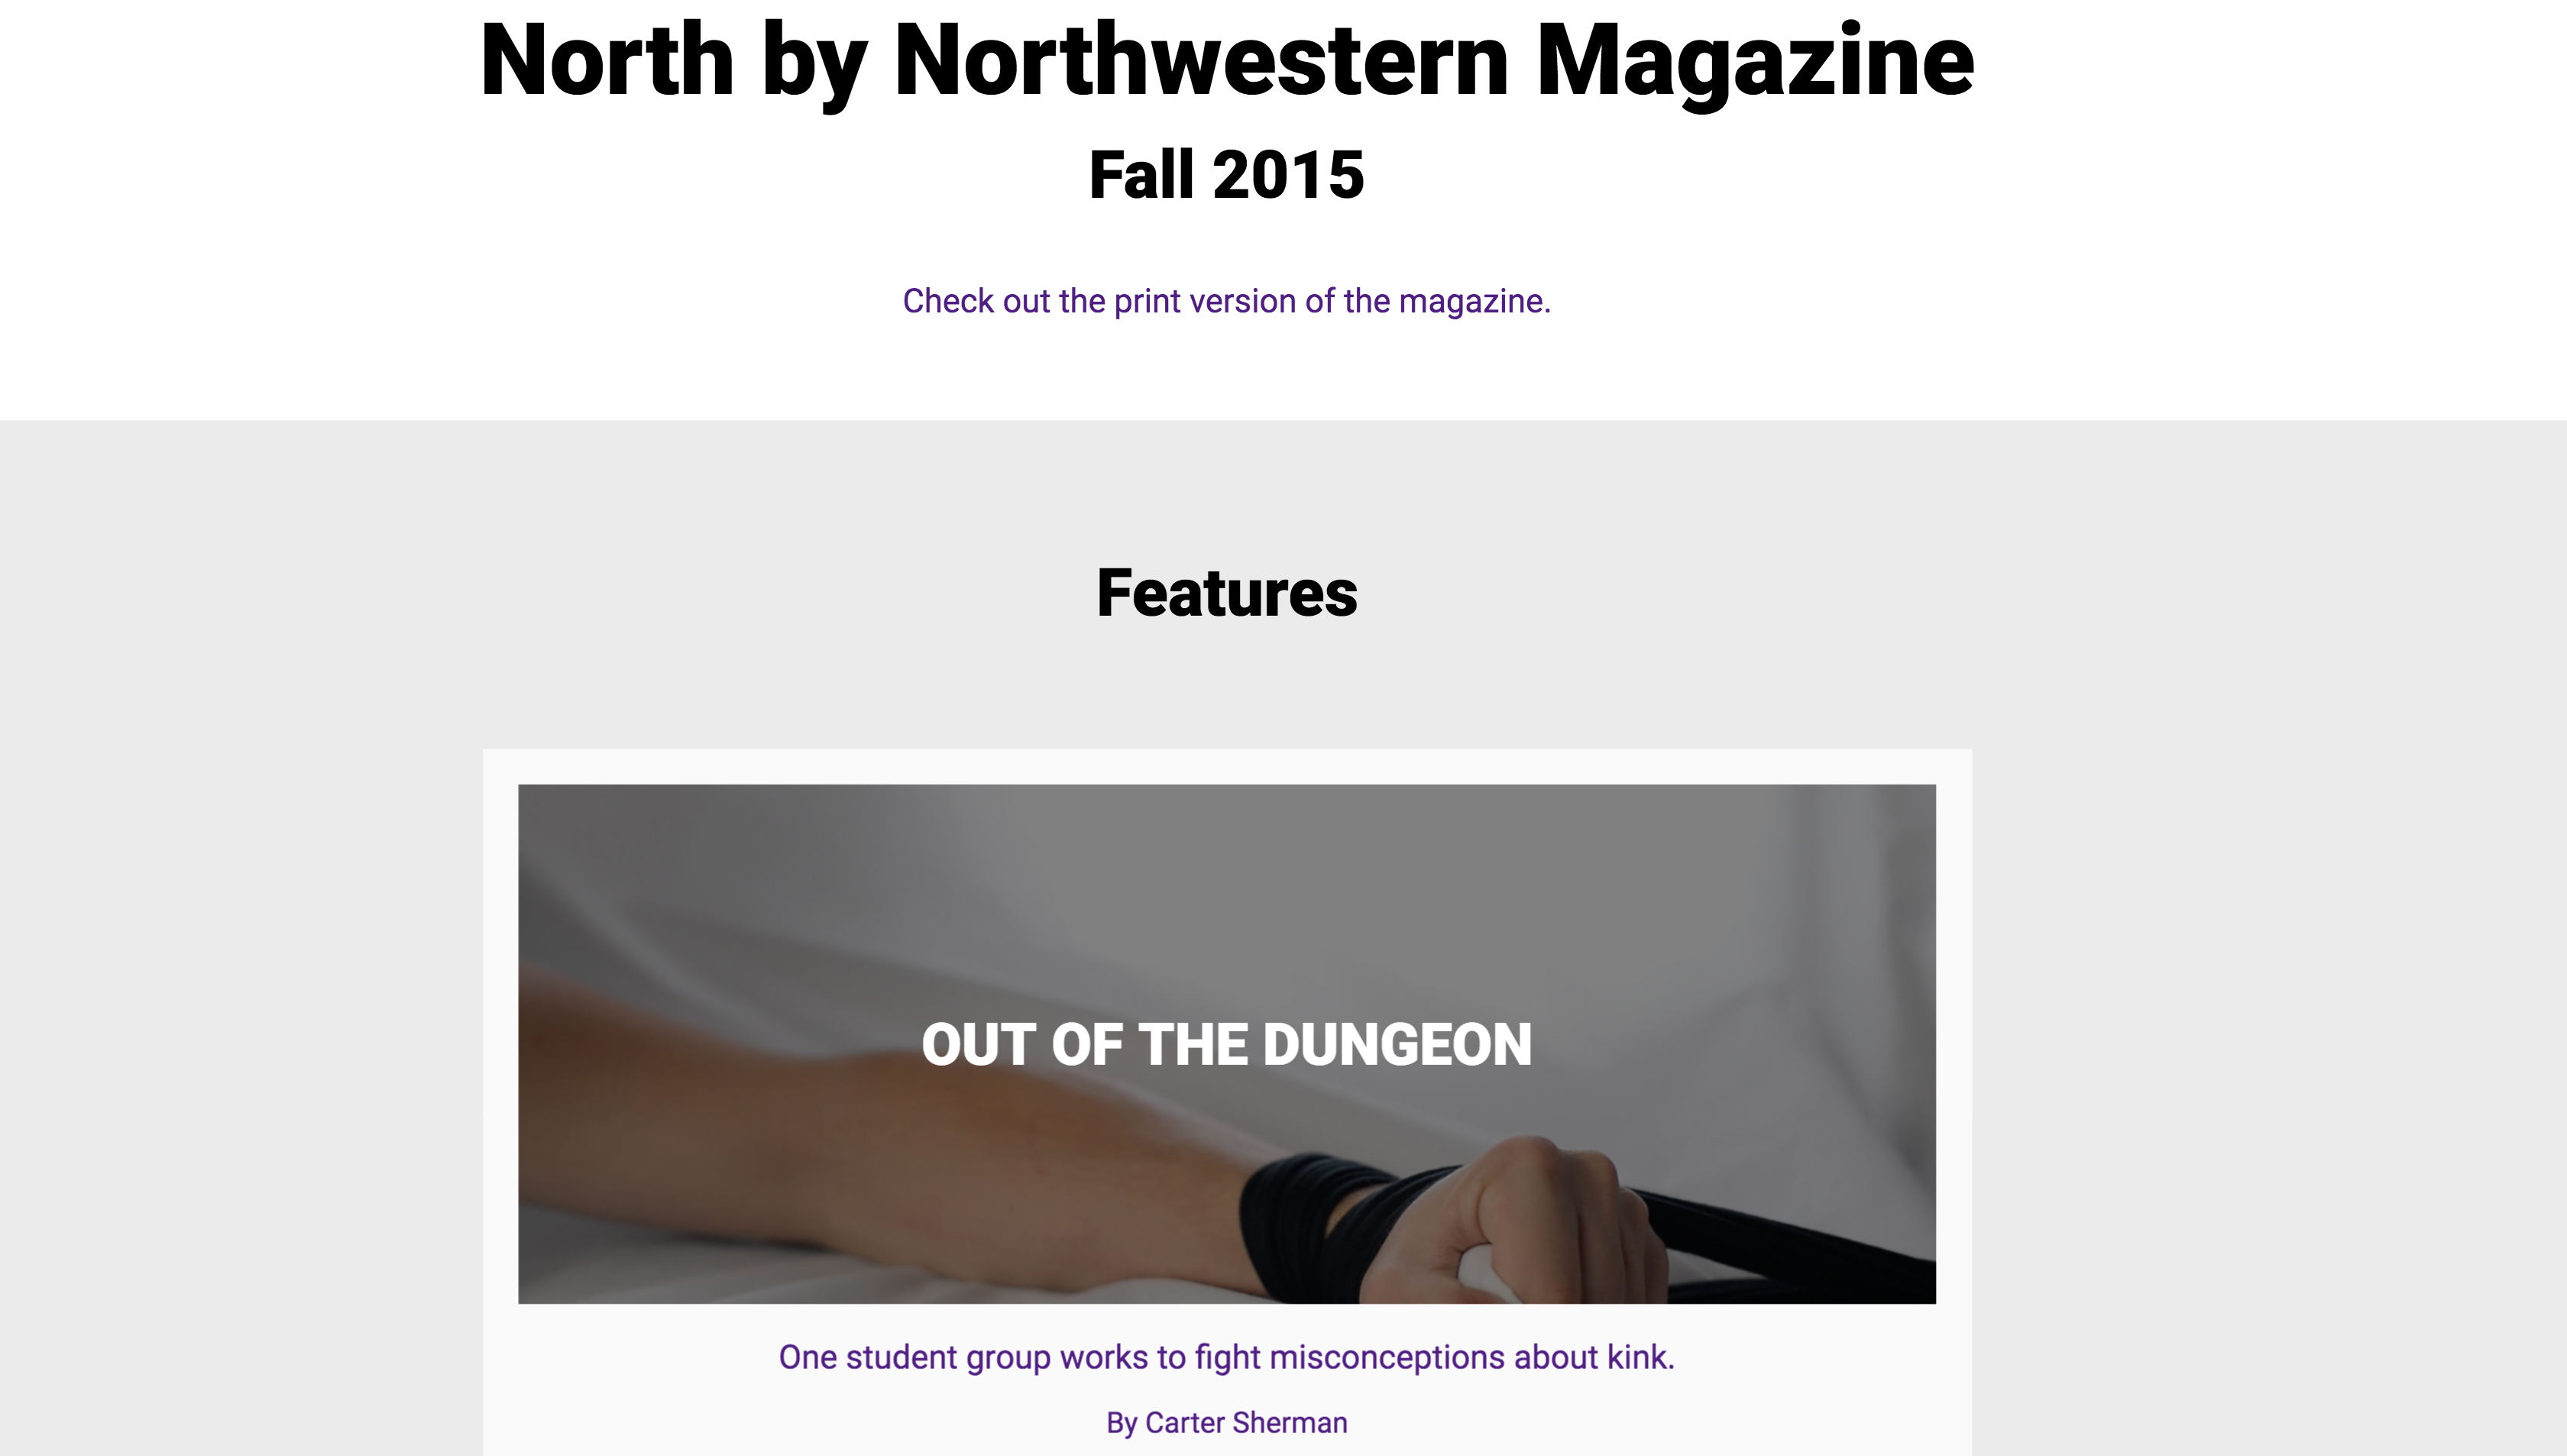 North by Northwestern Magazine
Fall 2015
Check out the print version of the magazine.
Features
OUT OF THE DUNGEON
One student group works to fight misconceptions about kink.
By Carter Sherman